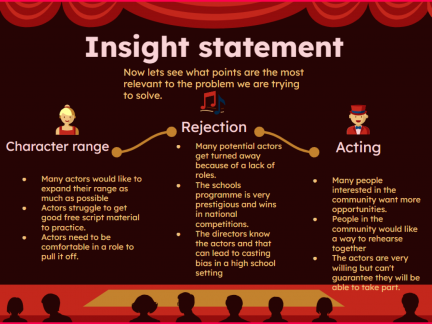 Insight statement
Now lets see what points are the most
relevant to the problem we are trying
to solve.
Character range
● Many actors would like to
expand their range as
much as possible
● Actors struggle to get
good free script material
to practice.
● Actors need to be
comfortable in a role to
pull it off.
Rejection
● Many potential actors
get turned away
because of a lack of
roles.
● The schools
programme is very
prestigious and wins
in national
competitions.
● The directors know
the actors and that
can lead to casting
bias in a high school
setting
Acting
● Many people
interested in the
community want more
opportunities.
● People in the
community would like
a way to rehearse
together
● The actors are very
willing but can't
guarantee they will be
able to take part.